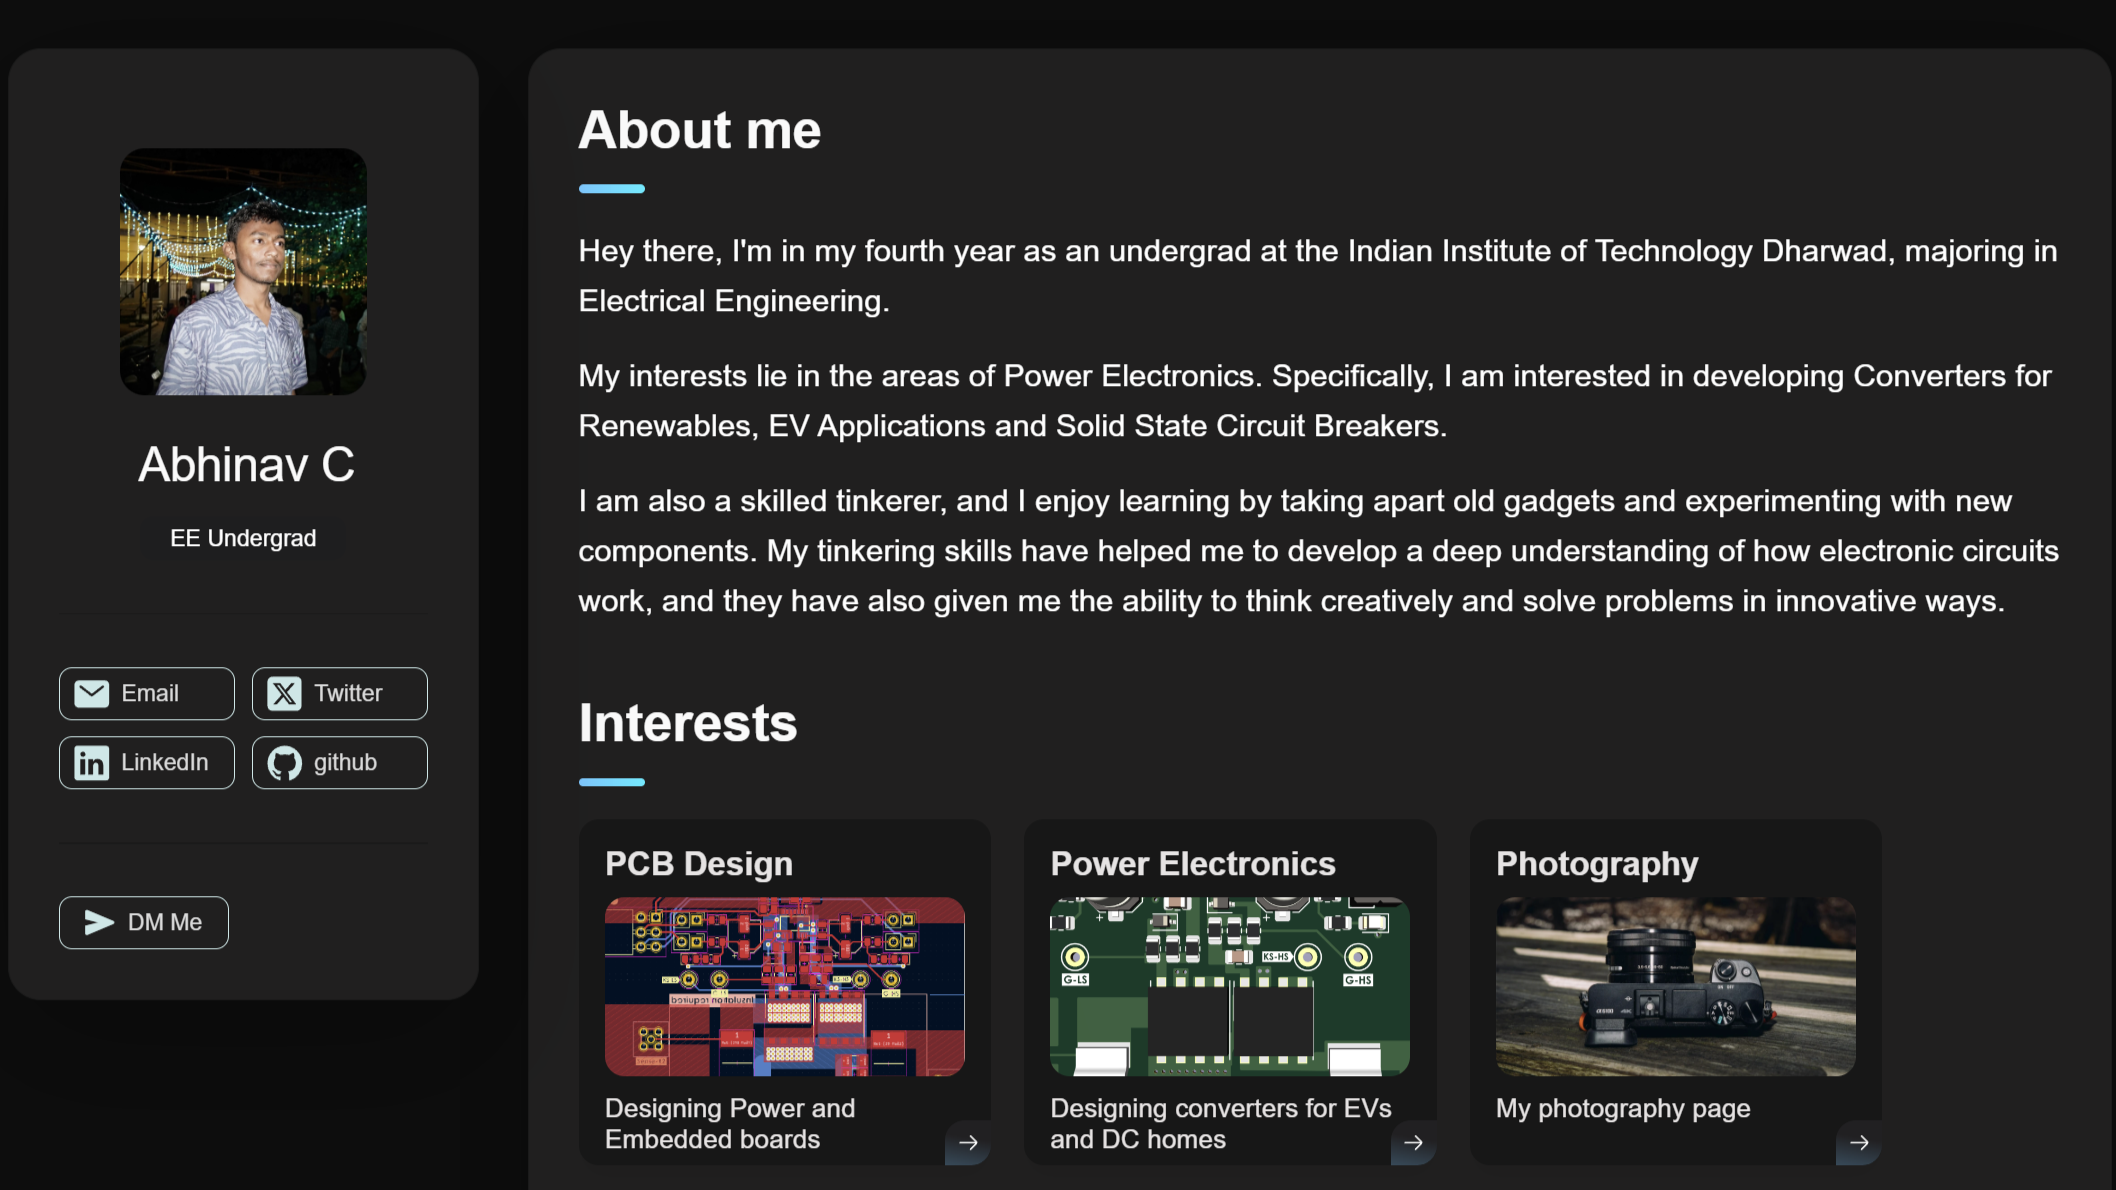 Abhinav C
EE Undergrad
Email
Twitter
LinkedIn
github
DM Me
About me
Hey there, I'm in my fourth year as an undergrad at the Indian Institute of Technology Dharwad, majoring in
Electrical Engineering.
My interests lie in the areas of Power Electronics. Specifically, I am interested in developing Converters for
Renewables, EV Applications and Solid State Circuit Breakers.
I am also a skilled tinkerer, and I enjoy learning by taking apart old gadgets and experimenting with new
components. My tinkering skills have helped me to develop a deep understanding of how electronic circuits
work, and they have also given me the ability to think creatively and solve problems in innovative ways.
Interests
PCB Design
Insulation required
Designing Power and
Embedded boards
Power Electronics
KS-HS
G-LS
G-HS
Designing converters for EVs
and DC homes
Photography
My photography page